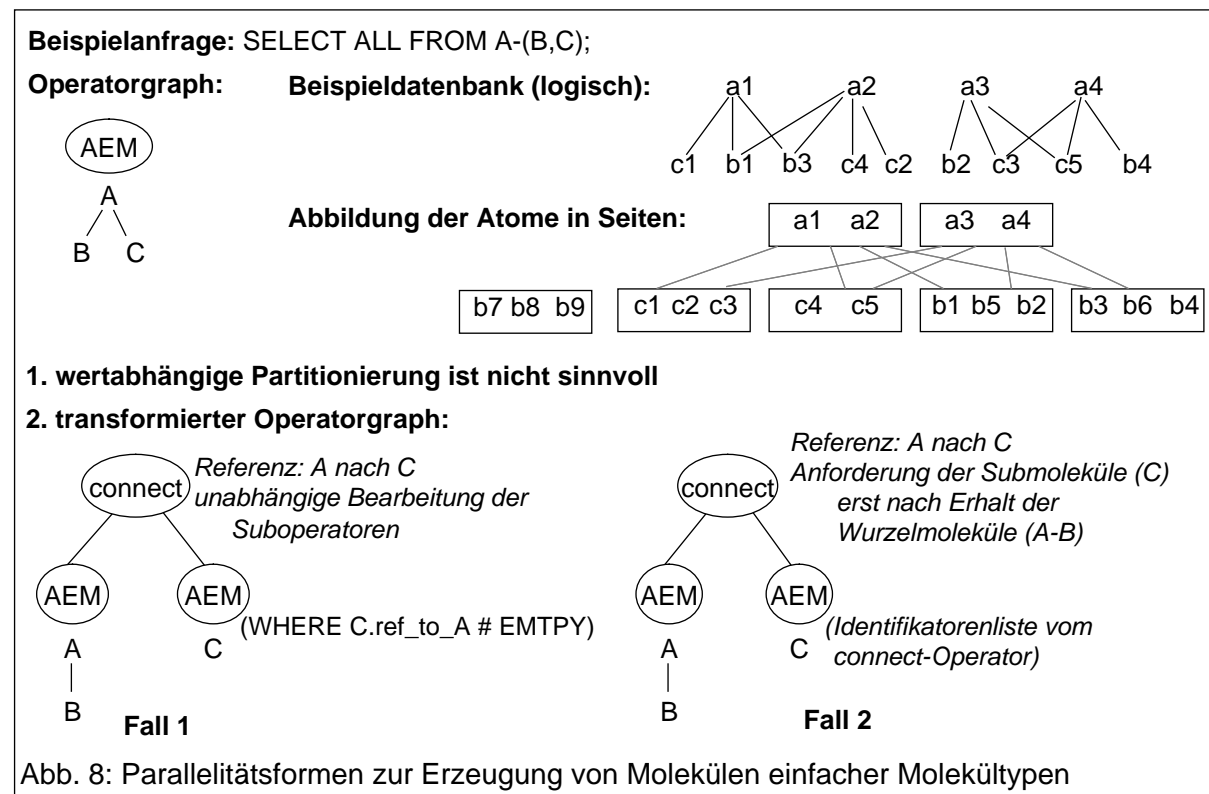 Beispielanfrage: SELECT ALL FROM A-(B,C);
Operatorgraph:
Beispieldatenbank (logisch):
a1 a2 a3 a4
c1 b1 b3 c4 c2 b2 c3 c5 b4
AEM
A
B C
Abbildung der Atome in Seiten:
a1 a2 a3 a4
b7 b8 b9 c1 c2 c3 c4 c5 b1 b5 b2 b3 b6 b4
1. wertabhängige Partitionierung ist nicht sinnvoll
2. transformierter Operatorgraph:
connect
Referenz: A nach C
unabhängige Bearbeitung der
Suboperatoren
AEM AEM
(WHERE C.ref_to_A # EMTPY)
A C
B
Fall 1
connect
Referenz: A nach C
Anforderung der Submoleküle (C)
erst nach Erhalt der
Wurzelmoleküle (A-B)
AEM AEM
(Identifikatorenliste vom
connect-Operator)
A C
B
Fall 2
Abb. 8: Parallelitätsformen zur Erzeugung von Molekülen einfacher Molekültypen